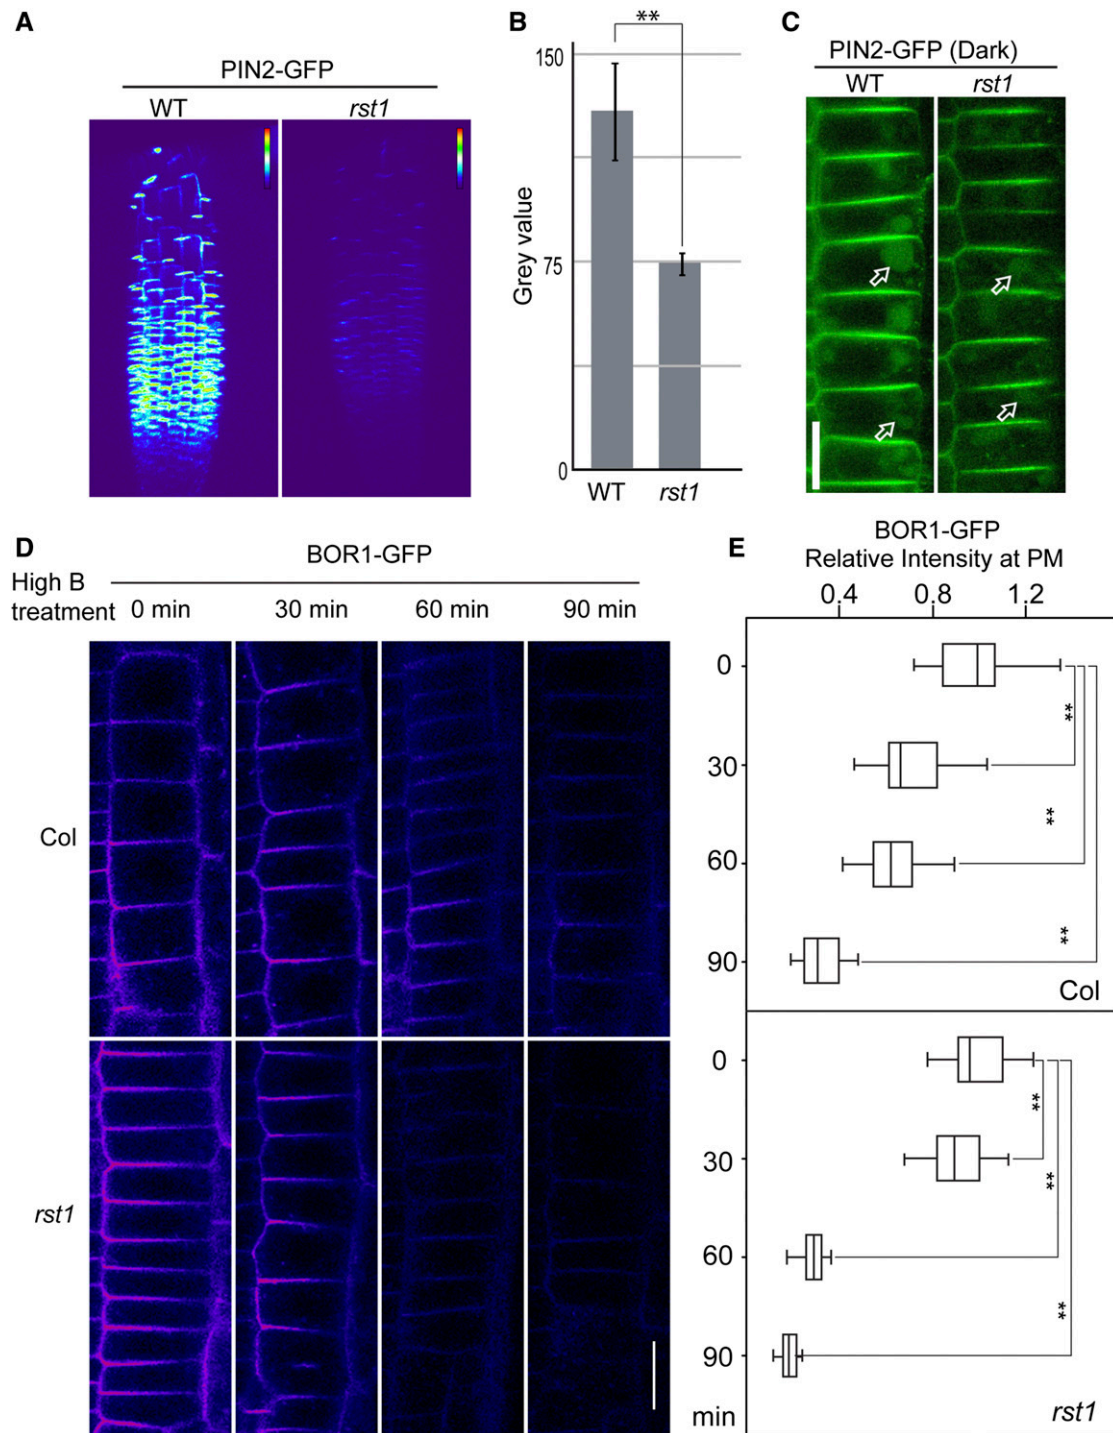 A
PIN2-GFP
WT rst1
B
**
150
75
0
Grey value
WT rst1
C
PIN2-GFP (Dark)
WT rst1
D
BOR1-GFP
High B
treatment 0 min 30 min 60 min 90 min
Col
rst1
E
BOR1-GFP
Relative Intensity at PM
0.4 0.8 1.2
0
**
30
**
60
**
90
Col
0
**
30
**
60
**
90
min
rst1